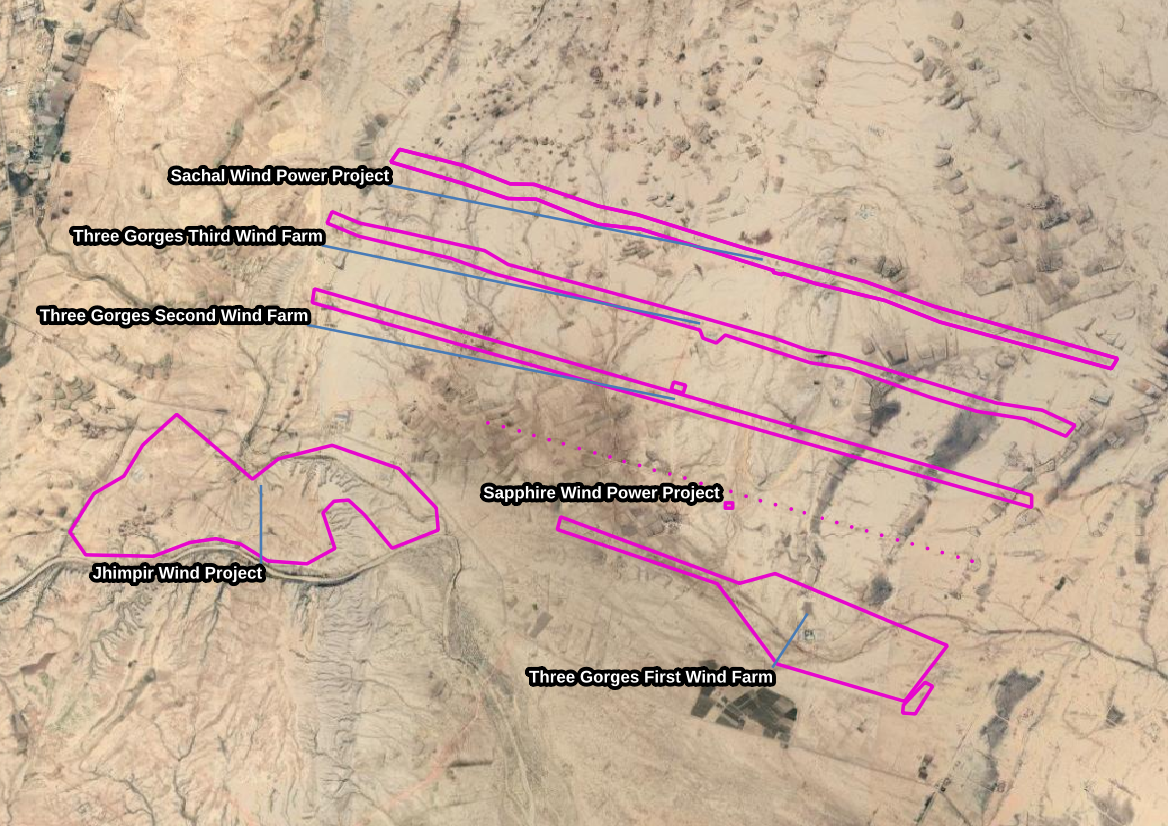 Sachal Wind Power Project
Three Gorges Third Wind Farm
Three Gorges Second Wind Farm
Sapphire Wind Power Project
Jhimpir Wind Project
Three Gorges First Wind Farm